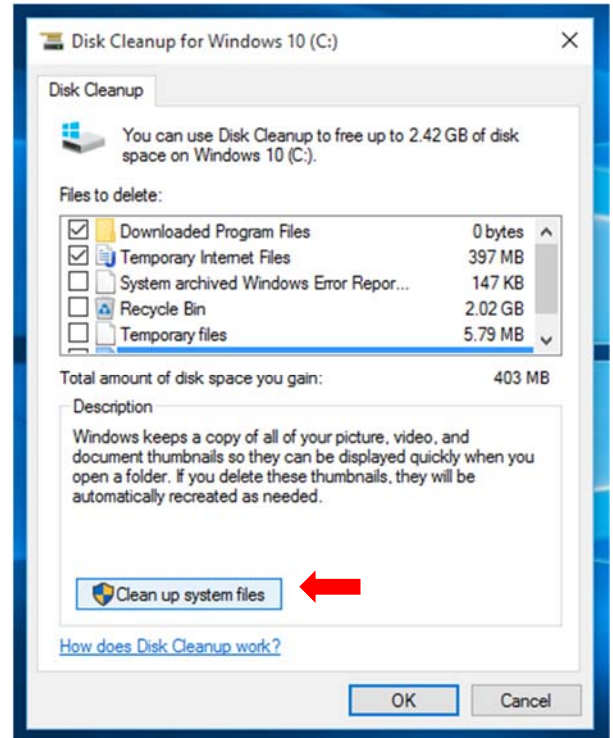 Disk Cleanup for Windows 10 (C:)
Disk Cleanup
You can use Disk Cleanup to free up to 2.42 GB of disk
space on Windows 10 (C:).
Files to delete:
Downloaded Program Files 0 bytes
Temporary Internet Files 397 MB
System archived Windows Error Repor... 147 KB
Recycle Bin 2.02 GB
Temporary files 5.79 MB
Total amount of disk space you gain: 403 MB
Description
Windows keeps a copy of all of your picture, video, and
document thumbnails so they can be displayed quickly when you
open a folder. If you delete these thumbnails, they will be
automatically recreated as needed.
Clean up system files
How does Disk Cleanup work?
OK Cancel